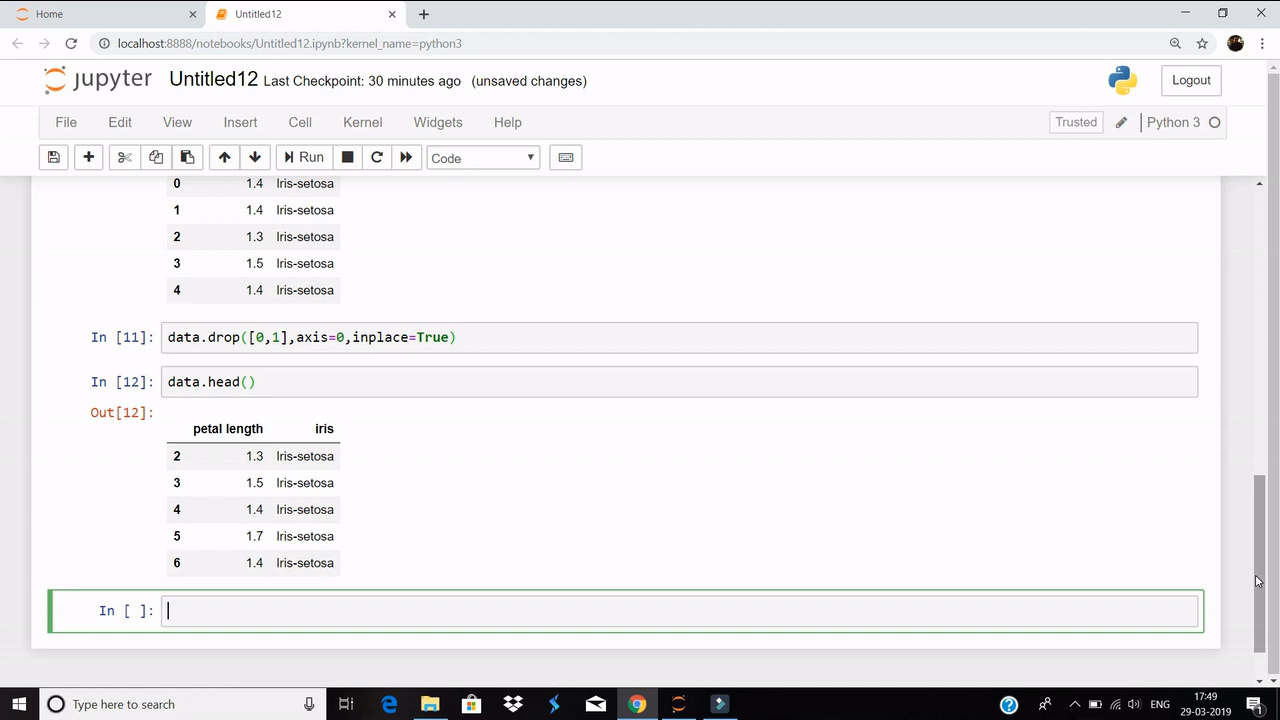 Home
Untitled12
localhost:8888/notebooks/Untitled12.ipynb?kernel_name=python3
jupyter Untitled12 Last Checkpoint: 30 minutes ago (unsaved changes)
Logout
File Edit View Insert Cell Kernel Widgets Help
Trusted Python 3
Run Code
0 1.4 Iris-setosa
1 1.4 Iris-setosa
2 1.3 Iris-setosa
3 1.5 Iris-setosa
4 1.4 Iris-setosa
In [11]: data.drop([0,1],axis=0,inplace=True)
In [12]: data.head()
Out[12]:
petal length iris
2 1.3 Iris-setosa
3 1.5 Iris-setosa
4 1.4 Iris-setosa
5 1.7 Iris-setosa
6 1.4 Iris-setosa
In [ ]:
Type here to search
ENG
17:49
29-03-2019
1